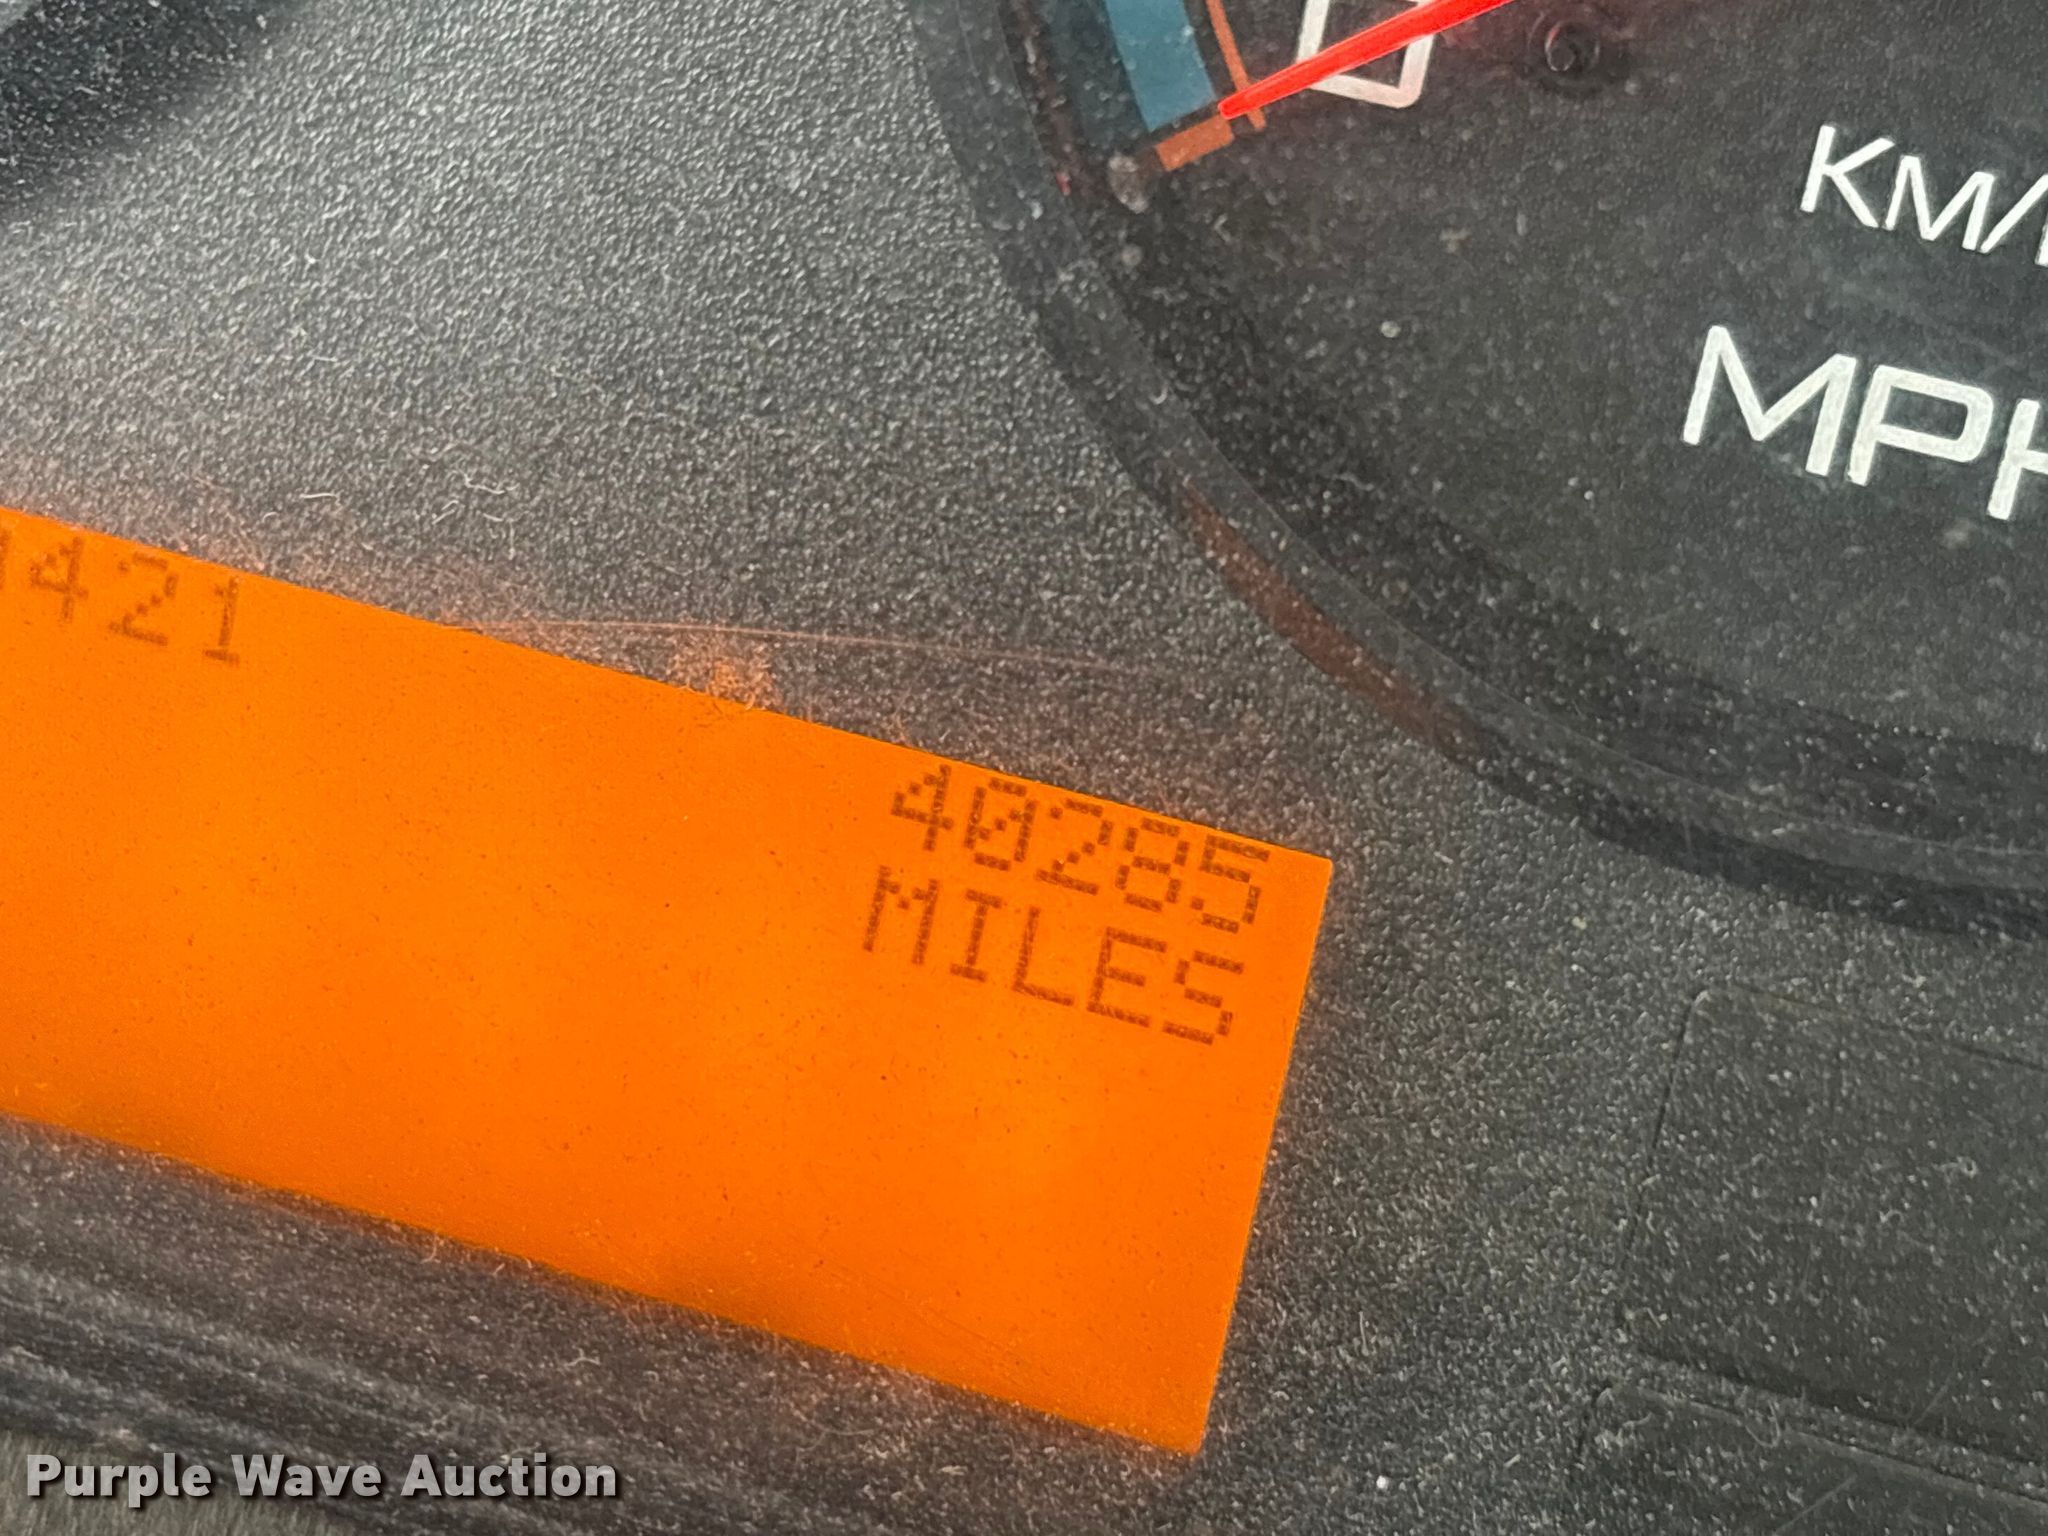 KM/
MPH
421
40285
MILES
Purple Wave Auction